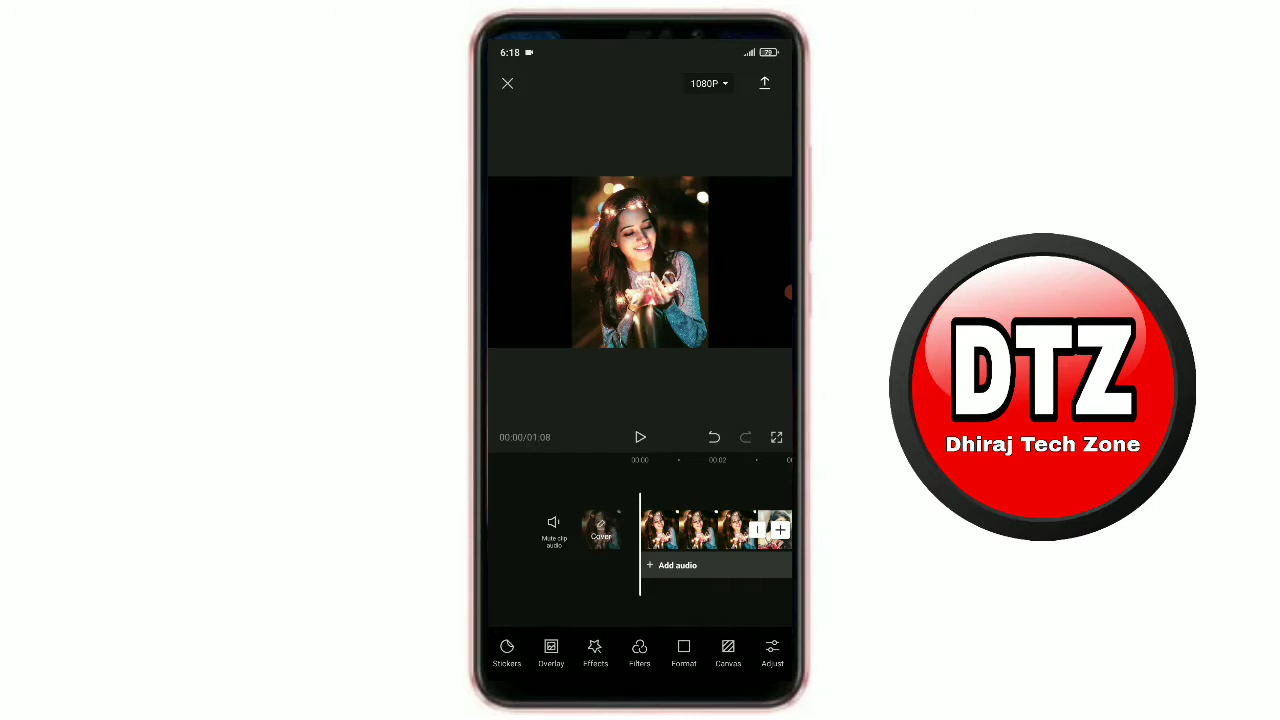 6:18
79
1080P
00:00/01:08
00:00
00:02
Mute clip
audio
Cover
+ Add audio
Stickers
Overlay
Effects
Filters
Format
Canvas
Adjust
DTZ
Dhiraj Tech Zone